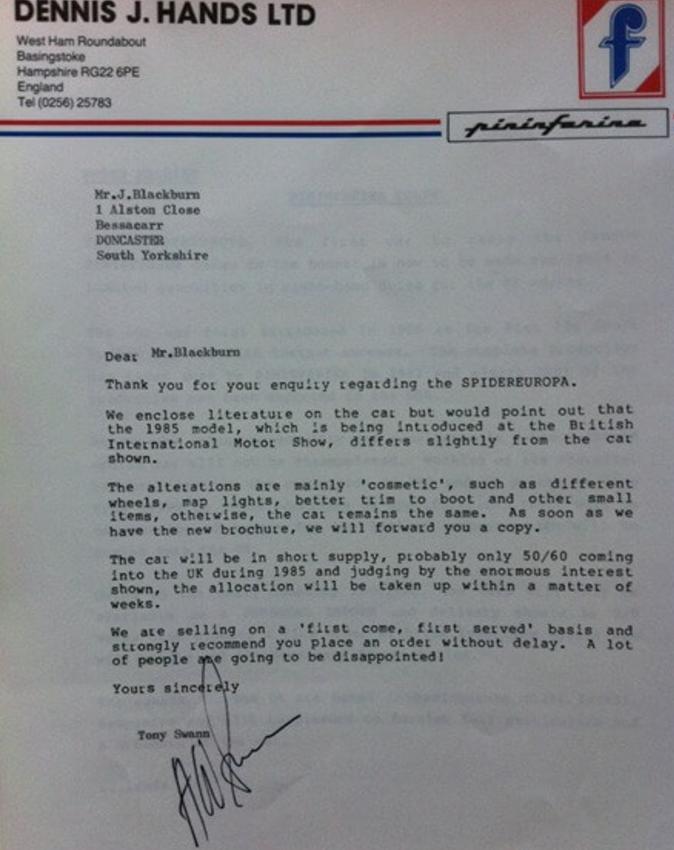 DENNIS J. HANDS LTD
West Ham Roundabout
Basingstoke
Hampshire RG22 6PE
England
Tel (0256) 25783
f
pininfarina
Mr.J.Blackburn
1 Alston Close
Bessacarr
DONCASTER
South Yorkshire
Dear Mr.Blackburn
Thank you for your enquiry regarding the SPIDEREUROPA.
We enclose literature on the car but would point out that
the 1985 model, which is being introduced at the British
International Motor Show, differs slightly from the car
shown.
The alterations are mainly 'cosmetic', such as different
wheels, map lights, better trim to boot and other small
items, otherwise, the car remains the same. As soon as we
have the new brochure, we will forward you a copy.
The car will be in short supply, probably only 50/60 coming
into the UK during 1985 and judging by the enormous interest
shown, the allocation will be taken up within a matter of
weeks.
We are selling on a 'first come, first served' basis and
strongly recommend you place an order without delay. A lot
of people are going to be disappointed!
Yours sincerely
Tony Swann